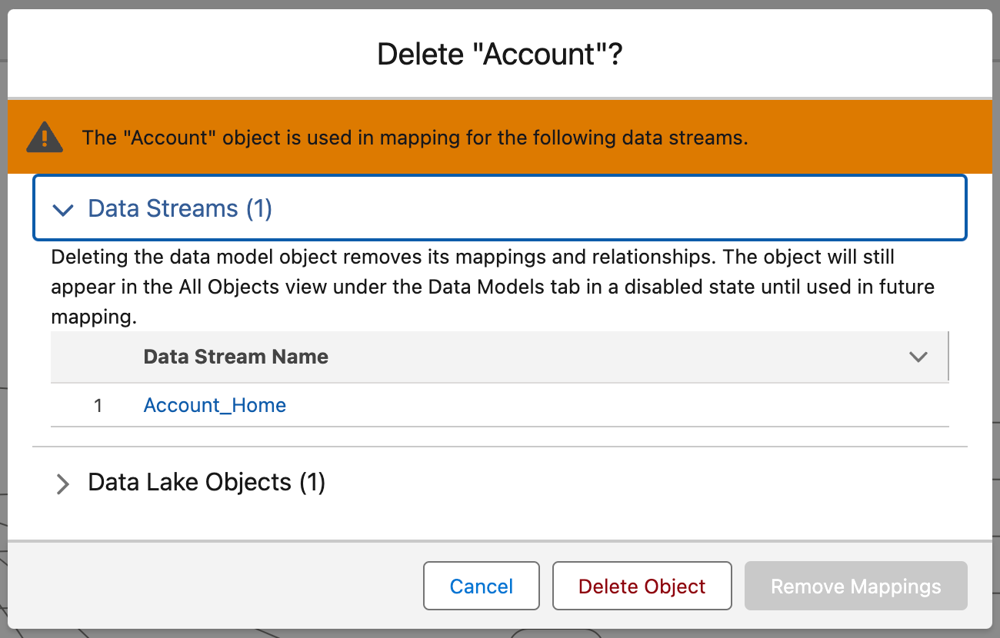 Delete "Account"?
The "Account" object is used in mapping for the following data streams.
Data Streams (1)
Deleting the data model object removes its mappings and relationships. The object will still
appear in the All Objects view under the Data Models tab in a disabled state until used in future
mapping.
Data Stream Name
1 Account_Home
Data Lake Objects (1)
Cancel Delete Object Remove Mappings